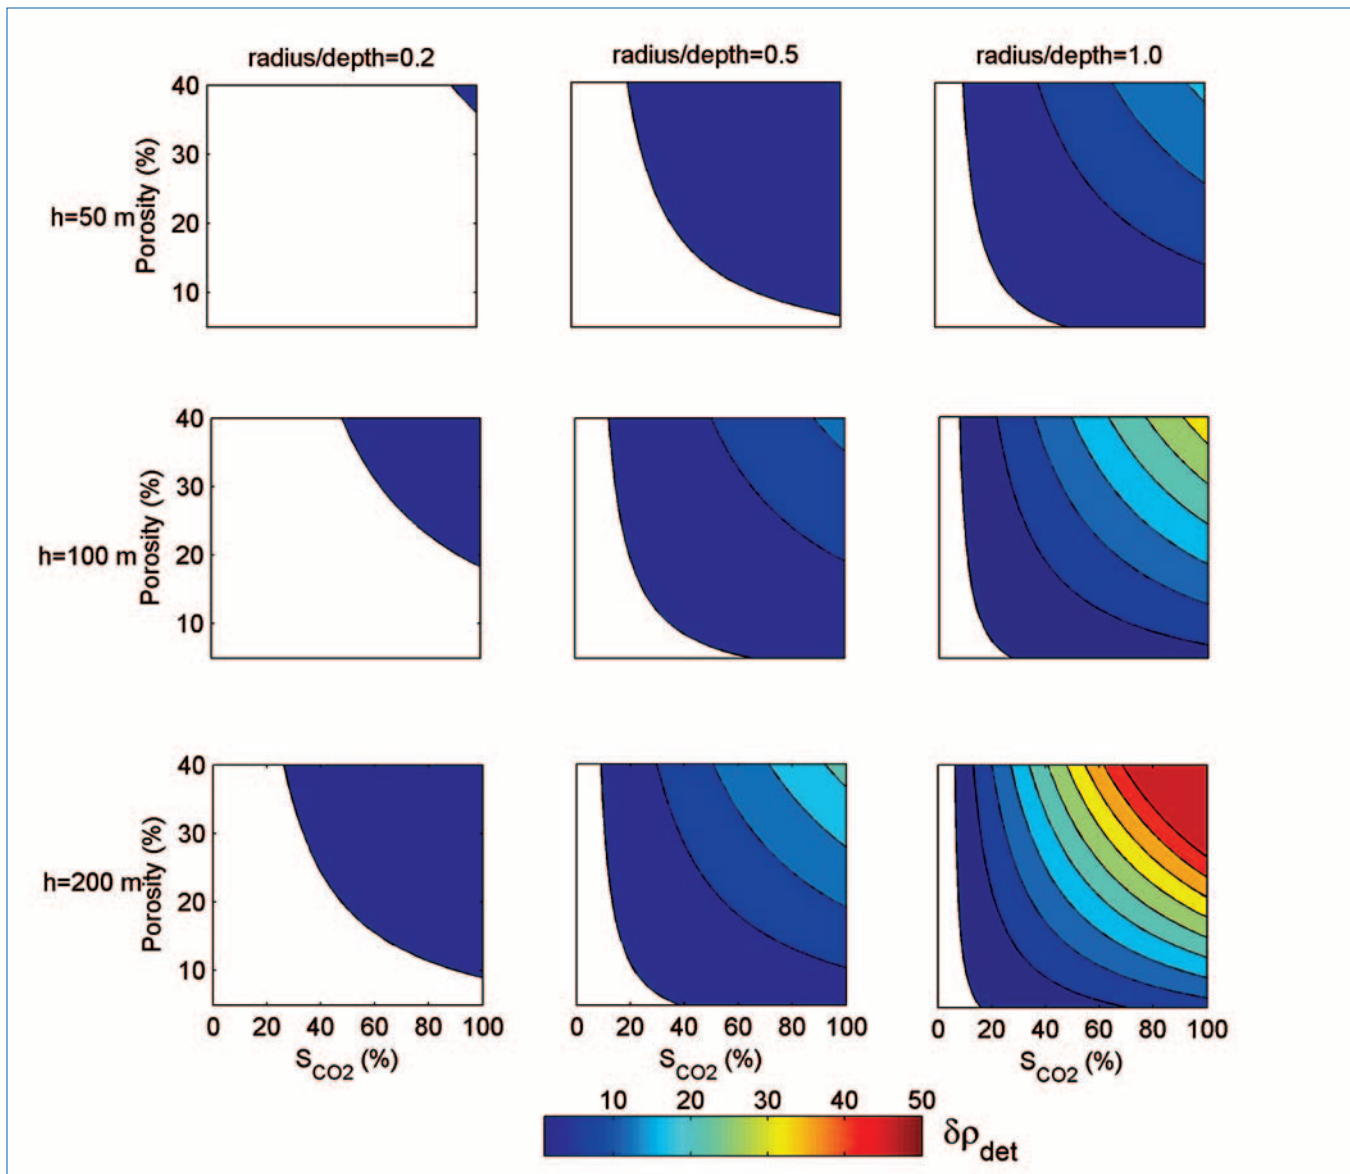 radius/depth=0.2 radius/depth=0.5 radius/depth=1.0
40
30
20
10
Porosity (%)
h=50 m
40
30
20
10
Porosity (%)
h=100 m
40
30
20
10
Porosity (%)
h=200 m
0 20 40 60 80 100 0 20 40 60 80 100 0 20 40 60 80 100
S_CO2 (%) S_CO2 (%) S_CO2 (%)
10 20 30 40 50
δρ_det